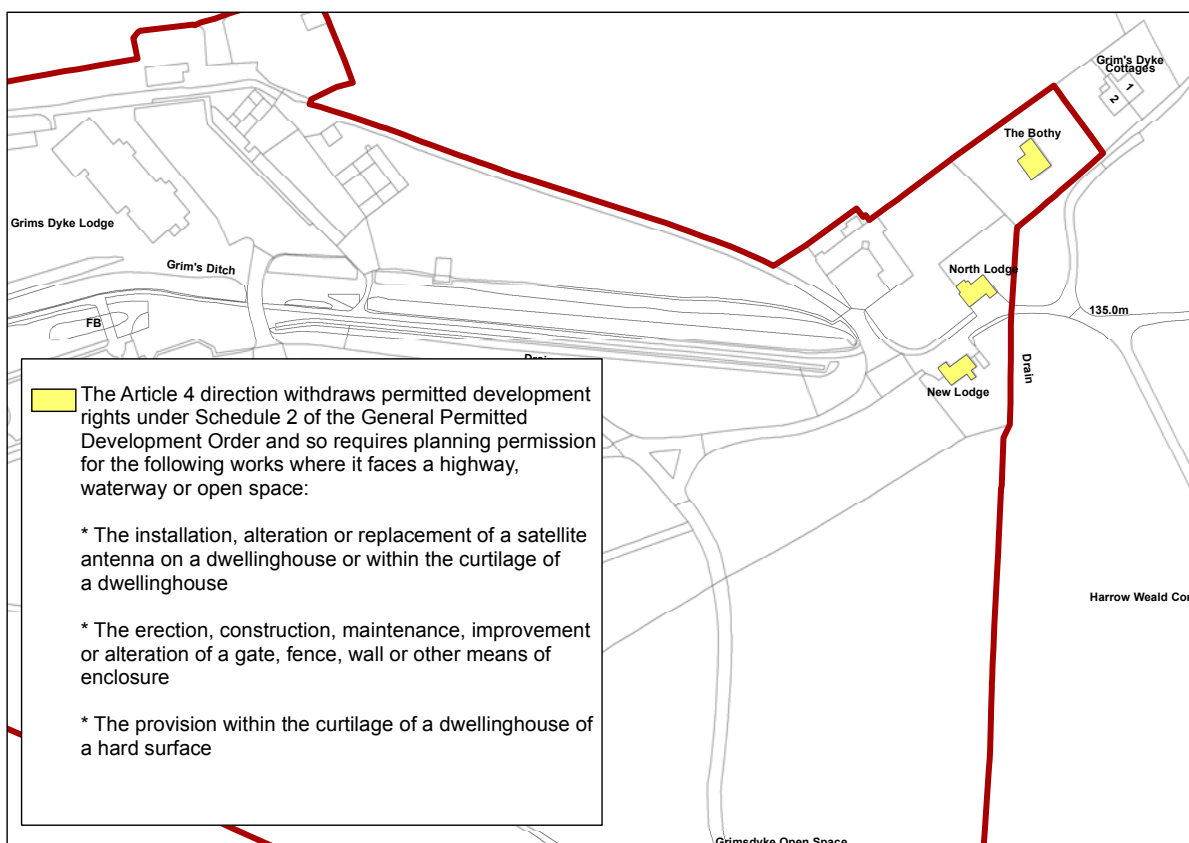 Grim's Dyke
Cottages
1
2
The Bothy
Grims Dyke Lodge
Grim's Ditch
North Lodge
FB
135.0m
Drain
New Lodge
The Article 4 direction withdraws permitted development
rights under Schedule 2 of the General Permitted
Development Order and so requires planning permission
for the following works where it faces a highway,
waterway or open space:
* The installation, alteration or replacement of a satellite
antenna on a dwellinghouse or within the curtilage of
a dwellinghouse
* The erection, construction, maintenance, improvement
or alteration of a gate, fence, wall or other means of
enclosure
* The provision within the curtilage of a dwellinghouse of
a hard surface
Harrow Weald Co
Grimsdyke Open Space